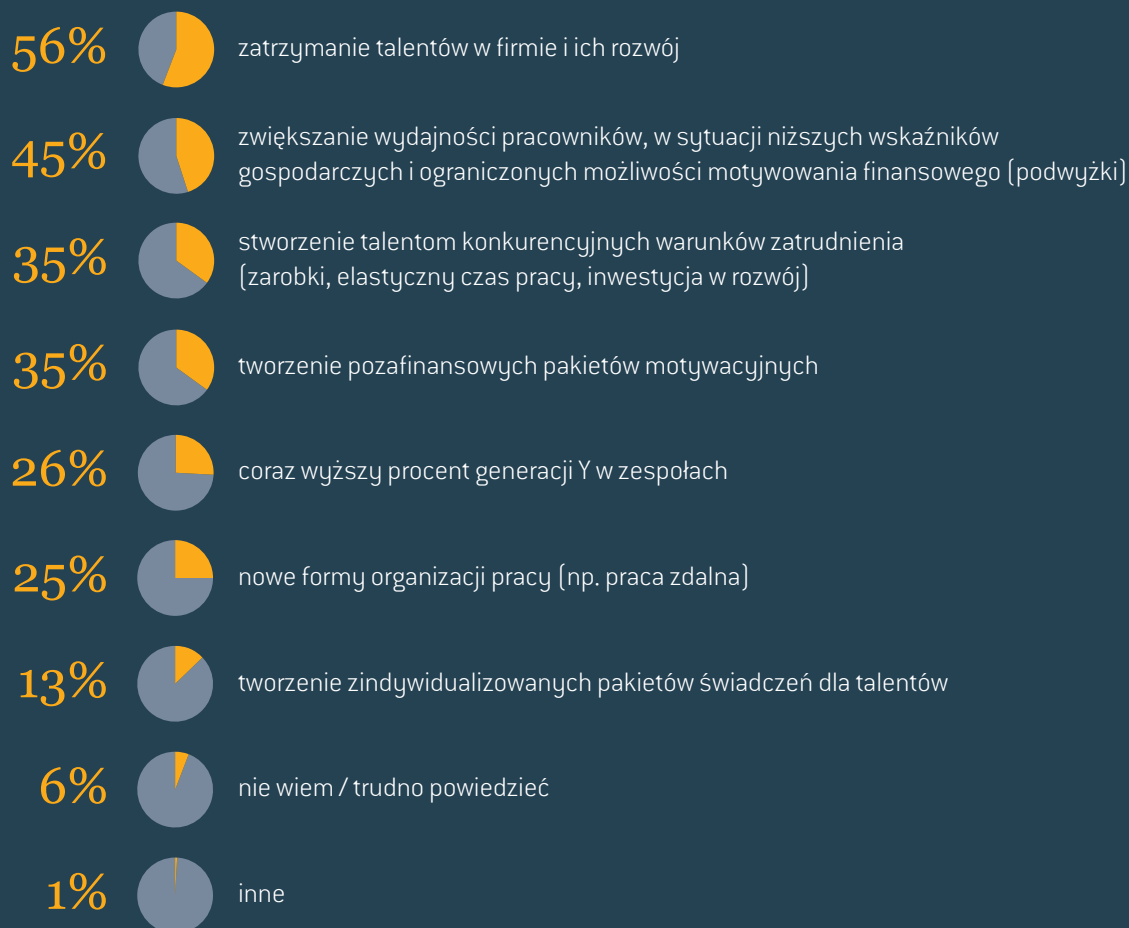 56% zatrzymanie talentów w firmie i ich rozwój
45% zwiększanie wydajności pracowników, w sytuacji niższych wskaźników
gospodarczych i ograniczonych możliwości motywowania finansowego (podwyżki)
35% stworzenie talentom konkurencyjnych warunków zatrudnienia
(zarobki, elastyczny czas pracy, inwestycja w rozwój)
35% tworzenie pozafinansowych pakietów motywacyjnych
26% coraz wyższy procent generacji Y w zespołach
25% nowe formy organizacji pracy (np. praca zdalna)
13% tworzenie zindywidualizowanych pakietów świadczeń dla talentów
6% nie wiem / trudno powiedzieć
1% inne